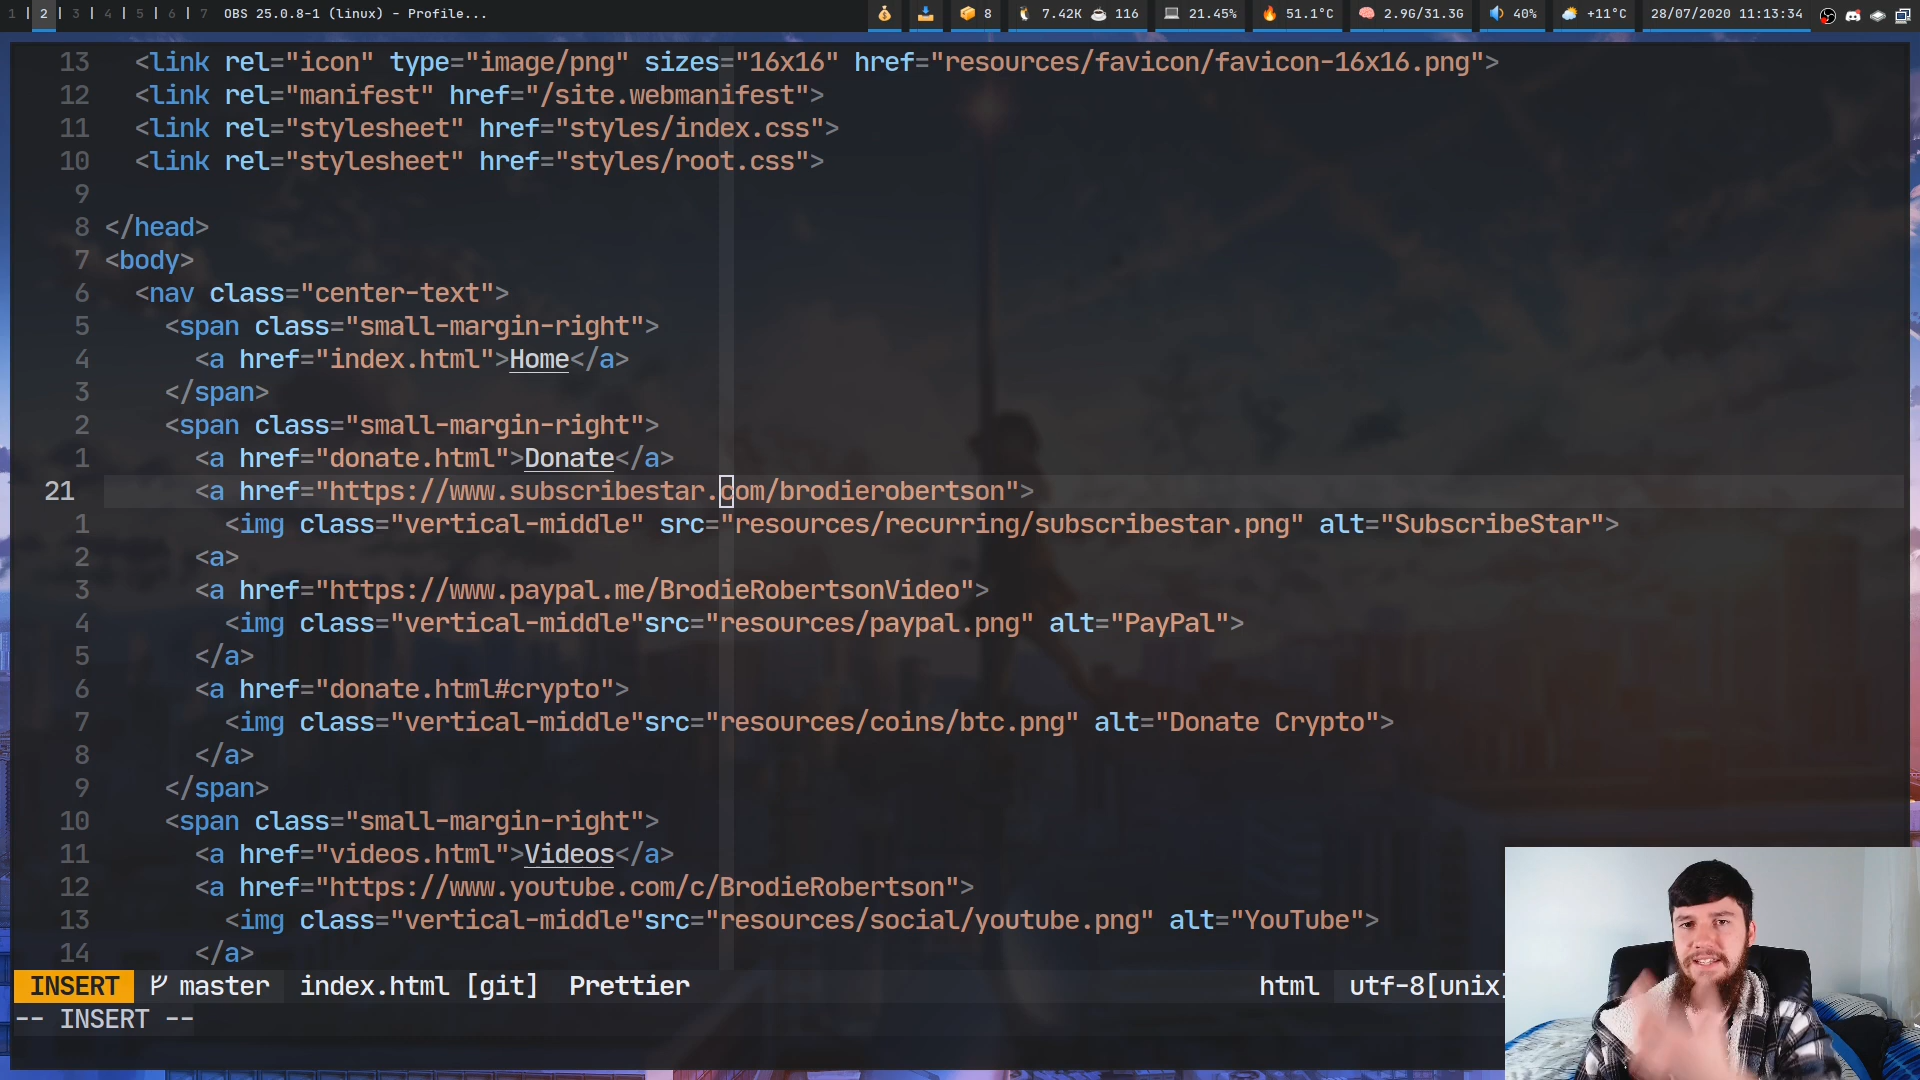 1 | 2 | 3 | 4 | 5 | 6 | 7 OBS 25.0.8-1 (linux) - Profile... 8 7.42K 116 21.45% 51.1°C 2.9G/31.3G 40% +11°C 28/07/2020 11:13:34
13 <link rel="icon" type="image/png" sizes="16x16" href="resources/favicon/favicon-16x16.png">
12 <link rel="manifest" href="/site.webmanifest">
11 <link rel="stylesheet" href="styles/index.css">
10 <link rel="stylesheet" href="styles/root.css">
9
8 </head>
7 <body>
6 <nav class="center-text">
5 <span class="small-margin-right">
4 <a href="index.html">Home</a>
3 </span>
2 <span class="small-margin-right">
1 <a href="donate.html">Donate</a>
21 <a href="https://www.subscribestar.com/brodierobertson">
1 <img class="vertical-middle" src="resources/recurring/subscribestar.png" alt="SubscribeStar">
2 <a>
3 <a href="https://www.paypal.me/BrodieRobertsonVideo">
4 <img class="vertical-middle"src="resources/paypal.png" alt="PayPal">
5 </a>
6 <a href="donate.html#crypto">
7 <img class="vertical-middle"src="resources/coins/btc.png" alt="Donate Crypto">
8 </a>
9 </span>
10 <span class="small-margin-right">
11 <a href="videos.html">Videos</a>
12 <a href="https://www.youtube.com/c/BrodieRobertson">
13 <img class="vertical-middle"src="resources/social/youtube.png" alt="YouTube">
14 </a>
INSERT master index.html [git] Prettier html utf-8[unix]
-- INSERT --